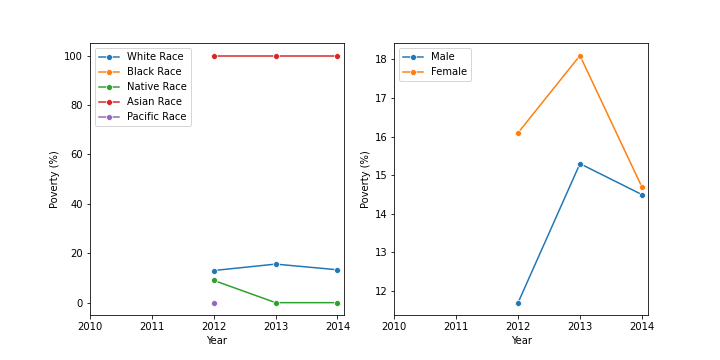 White Race
Black Race
Native Race
Asian Race
Pacific Race
100
80
60
40
20
0
Poverty (%)
2010 2011 2012 2013 2014
Year
Male
Female
18
17
16
15
14
13
12
Poverty (%)
2010 2011 2012 2013 2014
Year